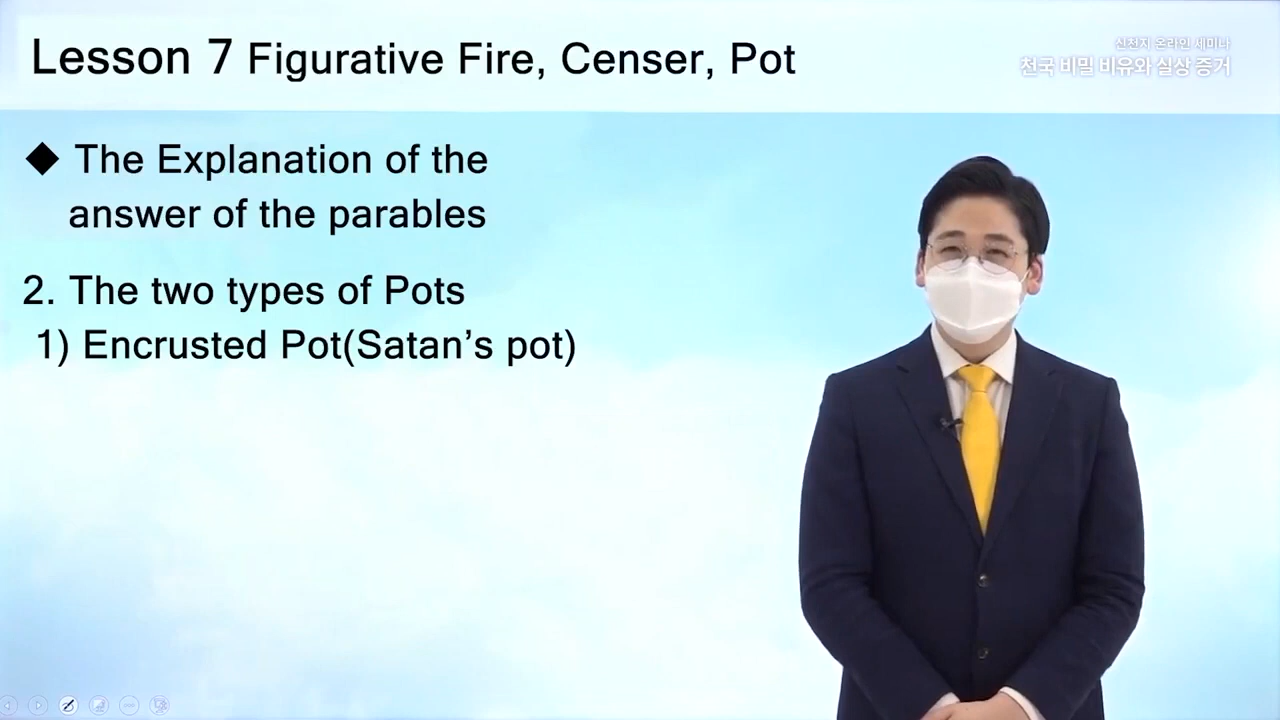 Lesson 7 Figurative Fire, Censer, Pot
신천지 온라인 세미나
천국 비밀 비유와 실상 증거
◆ The Explanation of the
answer of the parables
2. The two types of Pots
1) Encrusted Pot(Satan's pot)